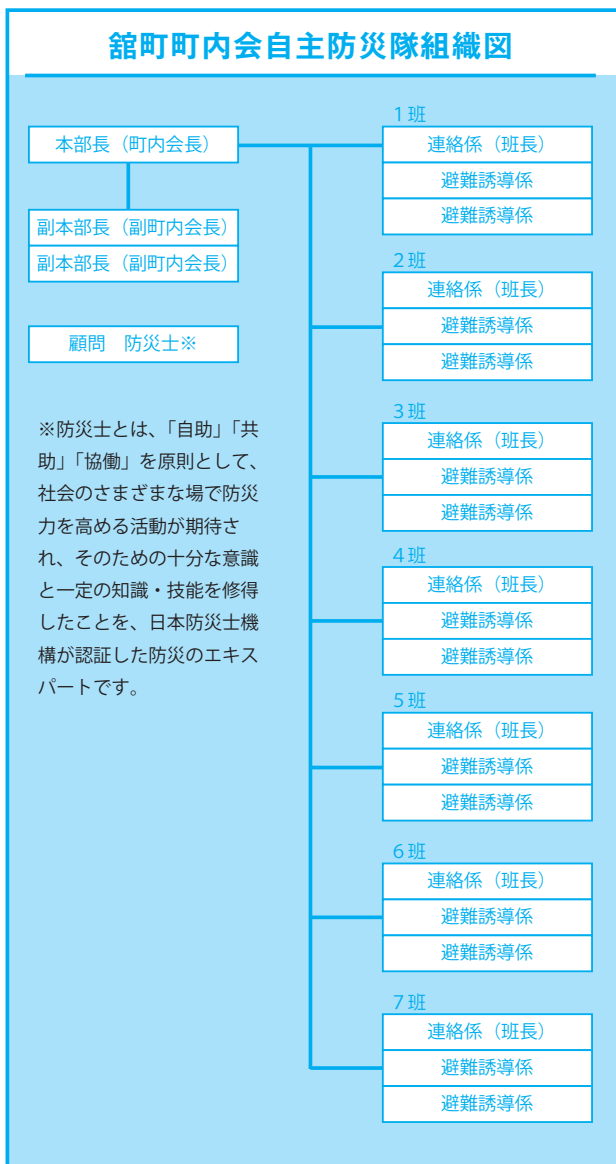 舘町町内会自主防災隊組織図
本部長（町内会長）
副本部長（副町内会長）
副本部長（副町内会長）
顧問　防災士※
※防災士とは、「自助」「共
助」「協働」を原則として、
社会のさまざまな場で防災
力を高める活動が期待さ
れ、そのための十分な意識
と一定の知識・技能を修得
したことを、日本防災士機
構が認証した防災のエキス
パートです。
1班
連絡係（班長）
避難誘導係
避難誘導係
2班
連絡係（班長）
避難誘導係
避難誘導係
3班
連絡係（班長）
避難誘導係
避難誘導係
4班
連絡係（班長）
避難誘導係
避難誘導係
5班
連絡係（班長）
避難誘導係
避難誘導係
6班
連絡係（班長）
避難誘導係
避難誘導係
7班
連絡係（班長）
避難誘導係
避難誘導係